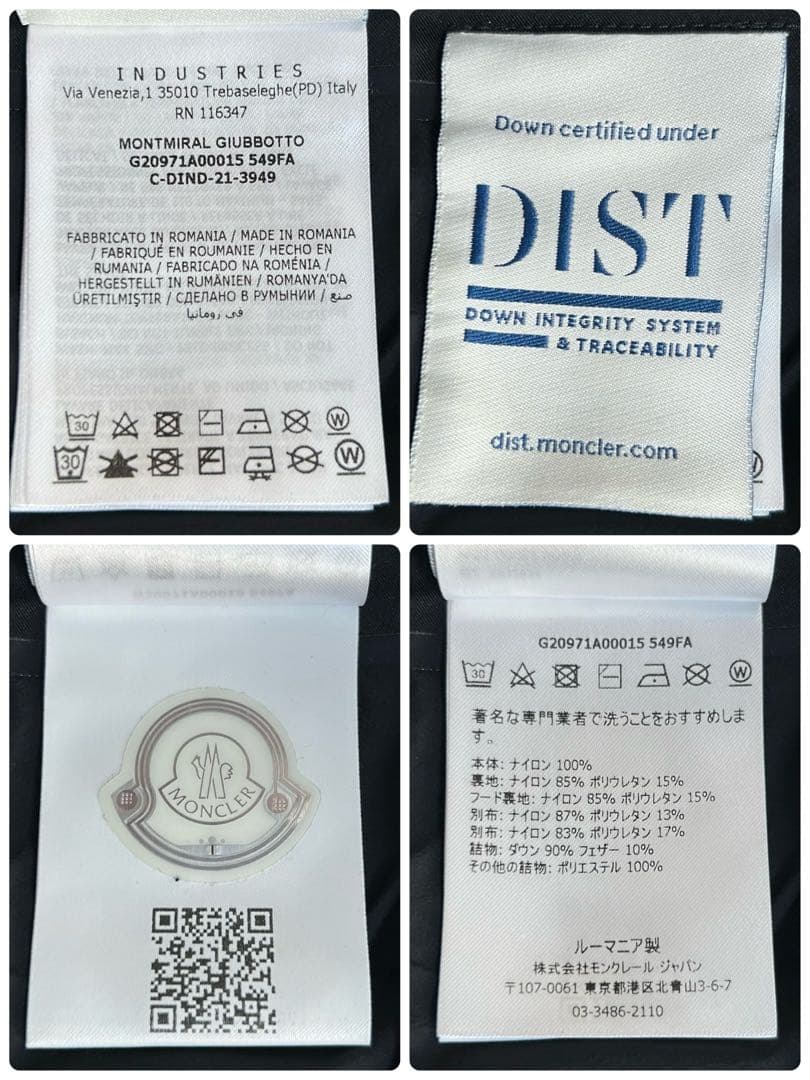 INDUSTRIES
Via Venezia,1 35010 Trebaseleghe(PD) Italy
RN 116347
MONTMIRAL GIUBBOTTO
G20971A00015 549FA
C-DIND-21-3949
FABBRICATO IN ROMANIA / MADE IN ROMANIA
/ FABRIQUÉ EN ROUMANIE / HECHO EN
RUMANIA / FABRICADO NA ROMÉNIA /
HERGESTELLT IN RUMÄNIEN / ROMANYA'DA
ÜRETILMIŞTIR / СДЕЛАНО В РУМЫНИИ / صنع
في رومانيا
30 W
30 W
Down certified under
DIST
DOWN INTEGRITY SYSTEM
& TRACEABILITY
dist.moncler.com
MONCLER
G20971A00015 549FA
30 W
著名な専門業者で洗うことをおすすめしま
す。
本体: ナイロン 100%
裏地: ナイロン 85% ポリウレタン 15%
フード裏地: ナイロン 85% ポリウレタン 15%
別布: ナイロン 87% ポリウレタン 13%
別布: ナイロン 83% ポリウレタン 17%
詰物: ダウン 90% フェザー 10%
その他の詰物: ポリエステル 100%
ルーマニア製
株式会社モンクレール ジャパン
〒107-0061 東京都港区北青山3-6-7
03-3486-2110